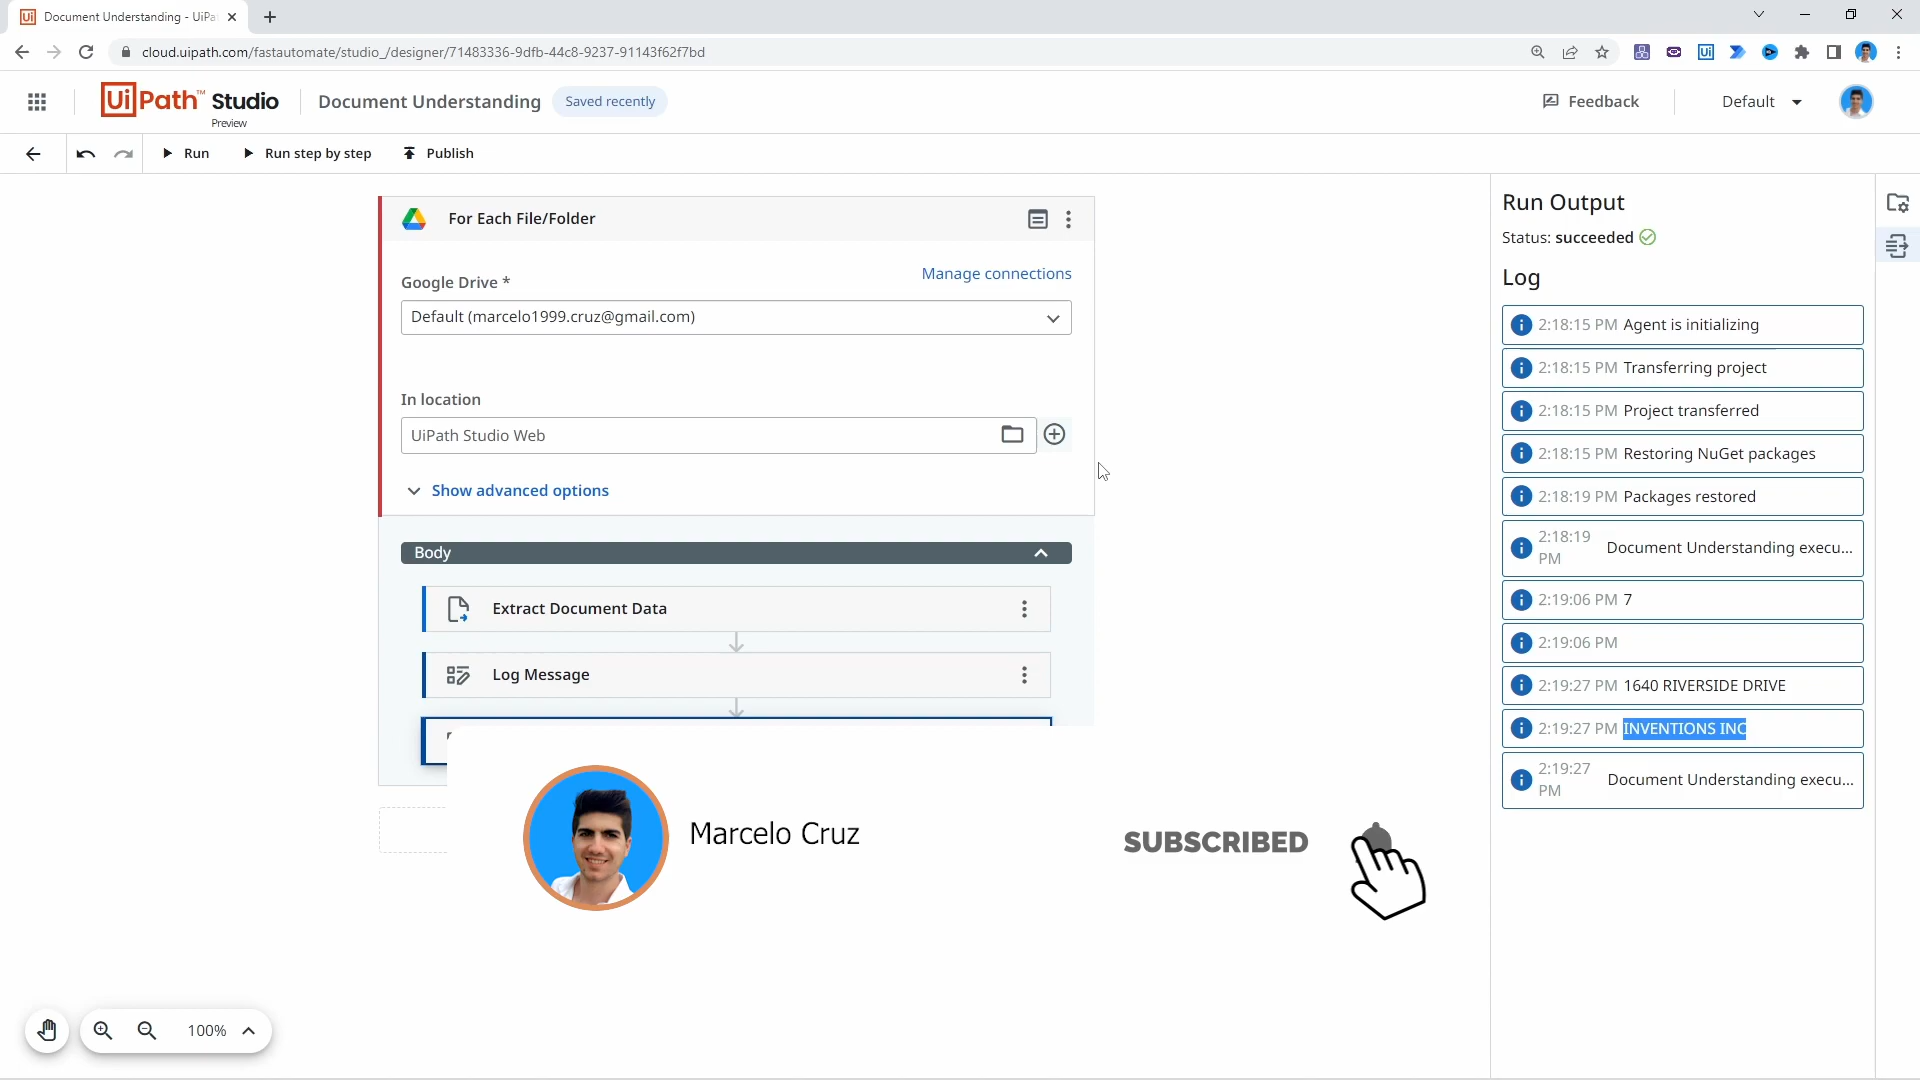 Document Understanding - UiPa
cloud.uipath.com/fastautomate/studio_/designer/71483336-9dfb-44c8-9237-91143f62f7bd
UiPath™ Studio
Preview
Document Understanding
Saved recently
Feedback
Default
Run
Run step by step
Publish
For Each File/Folder
Manage connections
Google Drive *
Default (marcelo1999.cruz@gmail.com)
In location
UiPath Studio Web
Show advanced options
Body
Extract Document Data
Log Message
Marcelo Cruz
SUBSCRIBED
100%
Run Output
Status: succeeded
Log
2:18:15 PM Agent is initializing
2:18:15 PM Transferring project
2:18:15 PM Project transferred
2:18:15 PM Restoring NuGet packages
2:18:19 PM Packages restored
2:18:19 PM Document Understanding execu...
2:19:06 PM 7
2:19:06 PM
2:19:27 PM 1640 RIVERSIDE DRIVE
2:19:27 PM INVENTIONS INC
2:19:27 PM Document Understanding execu...